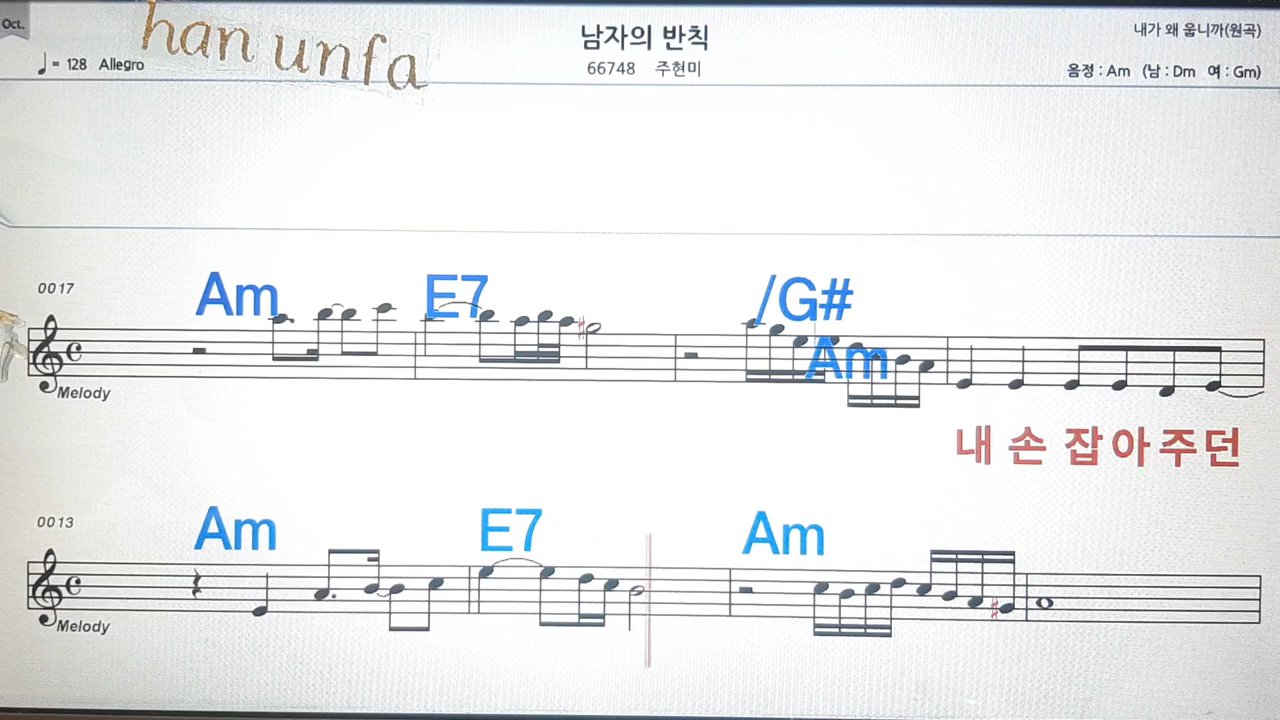 Oct.
han unfa
♩= 128 Allegro
남자의 반칙
66748 주현미
내가 왜 웁니까(원곡)
음정 : Am (남 : Dm 여 : Gm)
0017
Am E7 /G# Am
Melody
내 손 잡아주던
0013
Am E7 Am
Melody